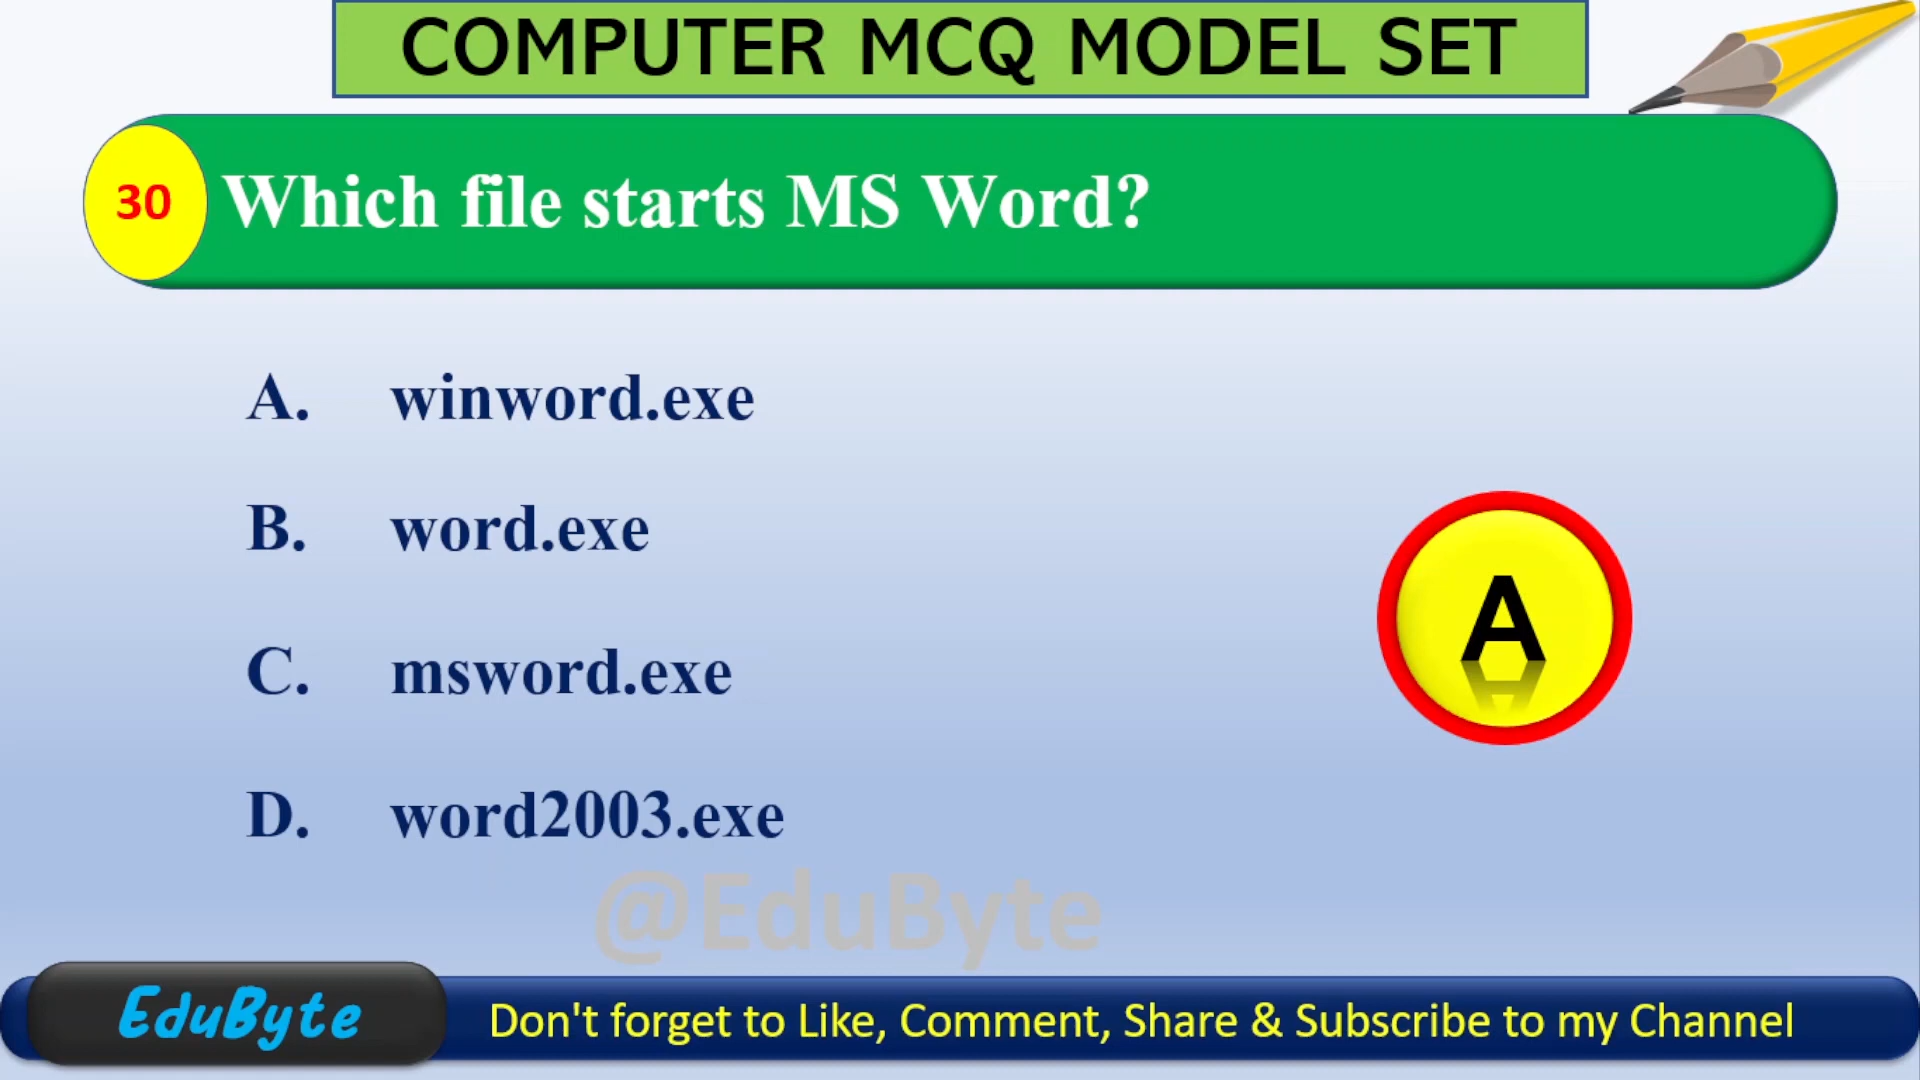 COMPUTER MCQ MODEL SET
30 Which file starts MS Word?
A. winword.exe
B. word.exe
C. msword.exe
D. word2003.exe
A
@EduByte
EduByte
Don't forget to Like, Comment, Share & Subscribe to my Channel